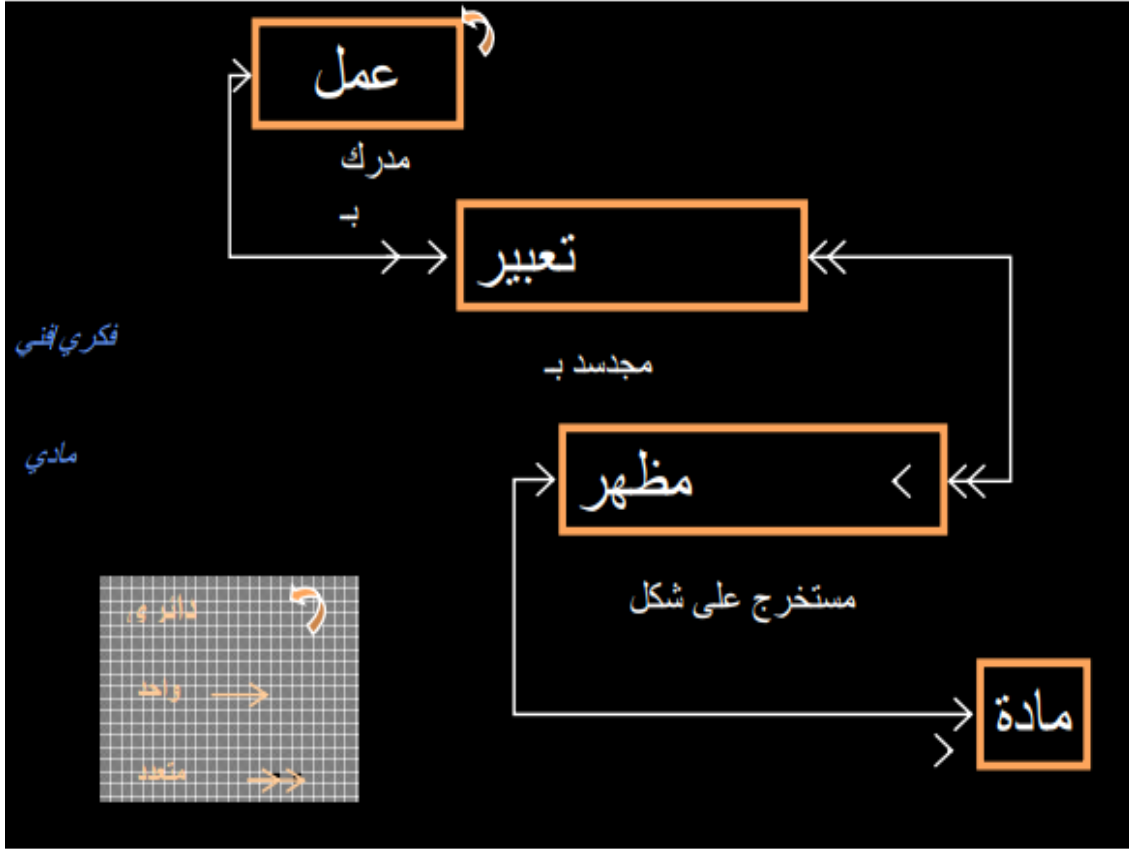 عمل
مدرك
بـ
تعبير
فكري/فني
مجدسد بـ
مادي
مظهر
مستخرج على شكل
دائري
واحد
مادة
متعدد